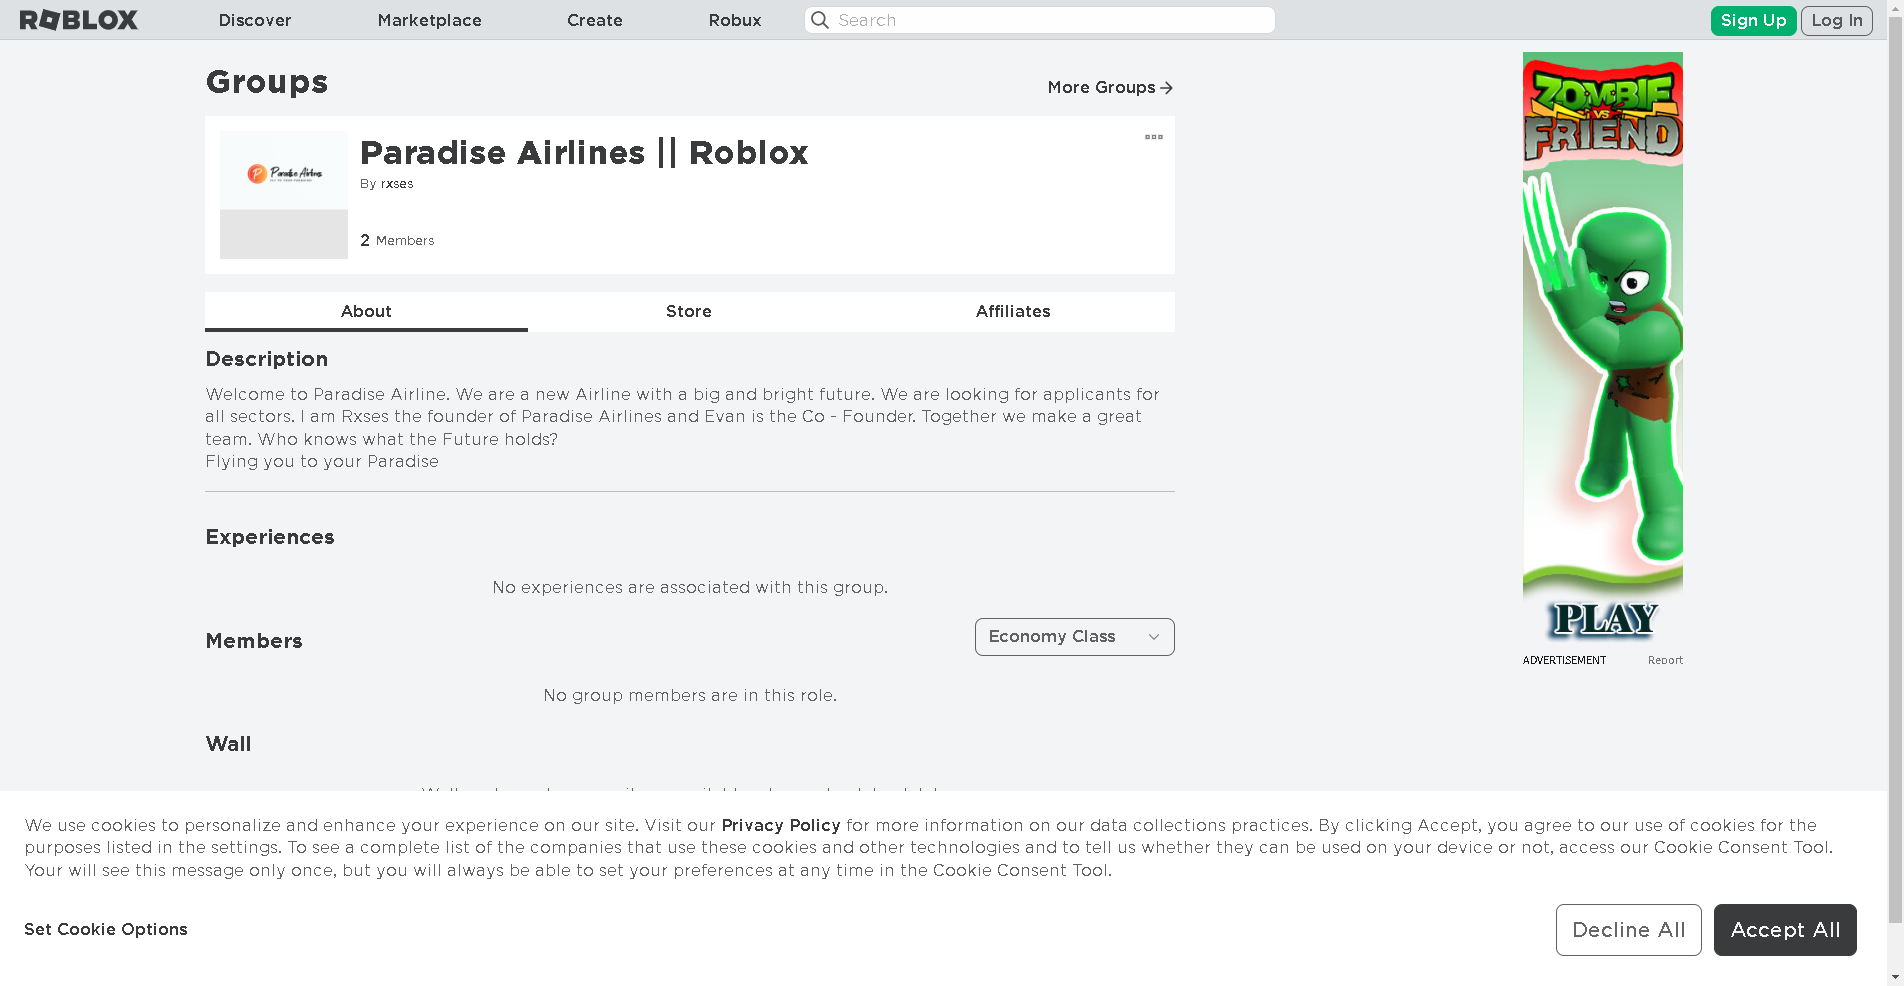 ROBLOX Discover Marketplace Create Robux Search Sign Up Log In
Groups
More Groups
Paradise Airlines || Roblox
By rxses
2 Members
Paradise Airlines
About Store Affiliates
Description
Welcome to Paradise Airline. We are a new Airline with a big and bright future. We are looking for applicants for
all sectors. I am Rxses the founder of Paradise Airlines and Evan is the Co - Founder. Together we make a great
team. Who knows what the Future holds?
Flying you to your Paradise
Experiences
No experiences are associated with this group.
Members
Economy Class
No group members are in this role.
Wall
ZOMBIE
VS
FRIEND
PLAY
ADVERTISEMENT Report
We use cookies to personalize and enhance your experience on our site. Visit our Privacy Policy for more information on our data collections practices. By clicking Accept, you agree to our use of cookies for the
purposes listed in the settings. To see a complete list of the companies that use these cookies and other technologies and to tell us whether they can be used on your device or not, access our Cookie Consent Tool.
Your will see this message only once, but you will always be able to set your preferences at any time in the Cookie Consent Tool.
Set Cookie Options
Decline All
Accept All